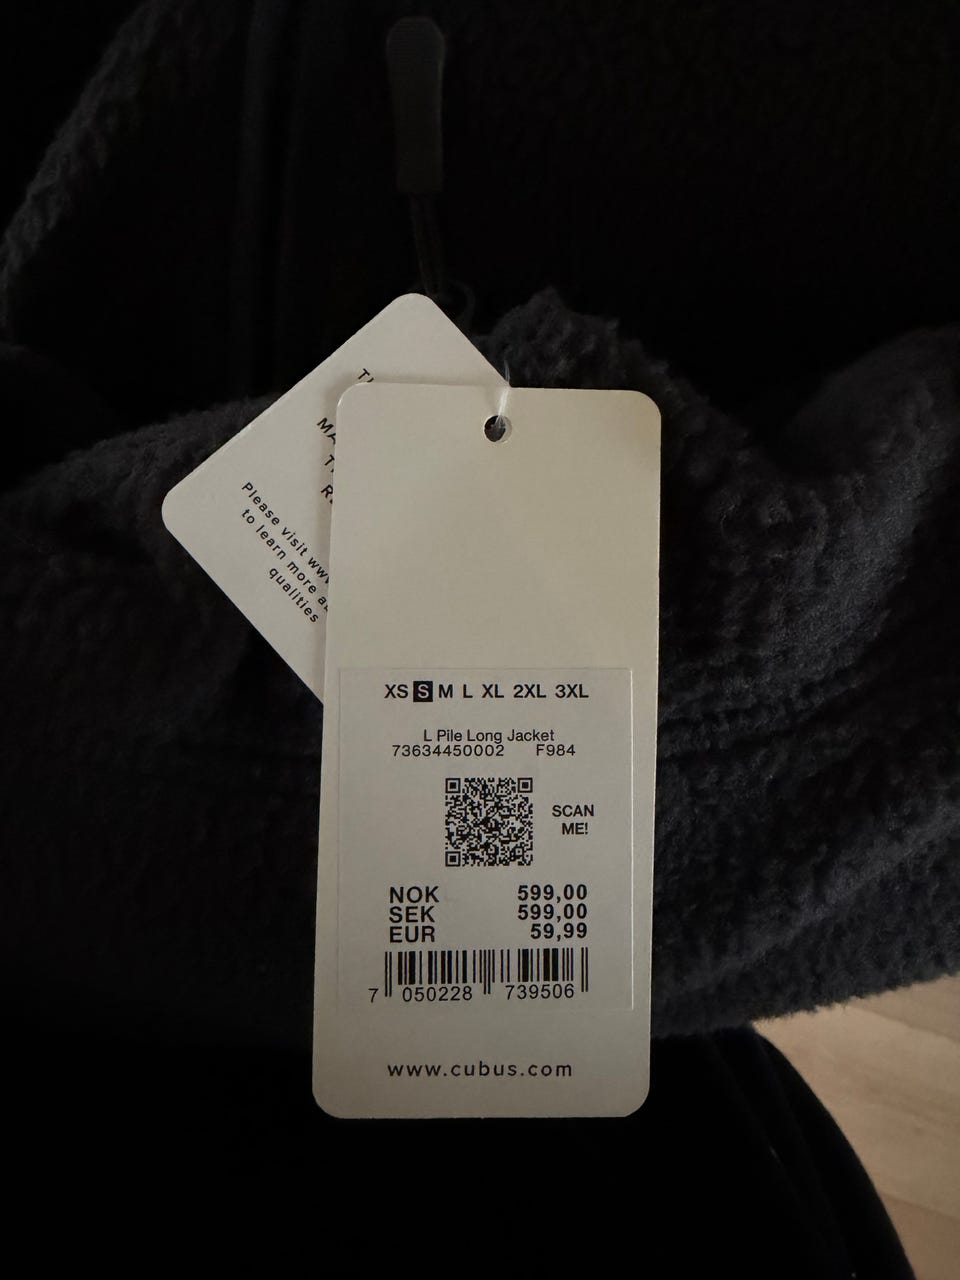 MA
Please visit
to learn more
qualities
XS S M L XL 2XL 3XL
L Pile Long Jacket
73634450002 F984
SCAN
ME!
NOK 599,00
SEK 599,00
EUR 59,99
7 050228 739506
www.cubus.com